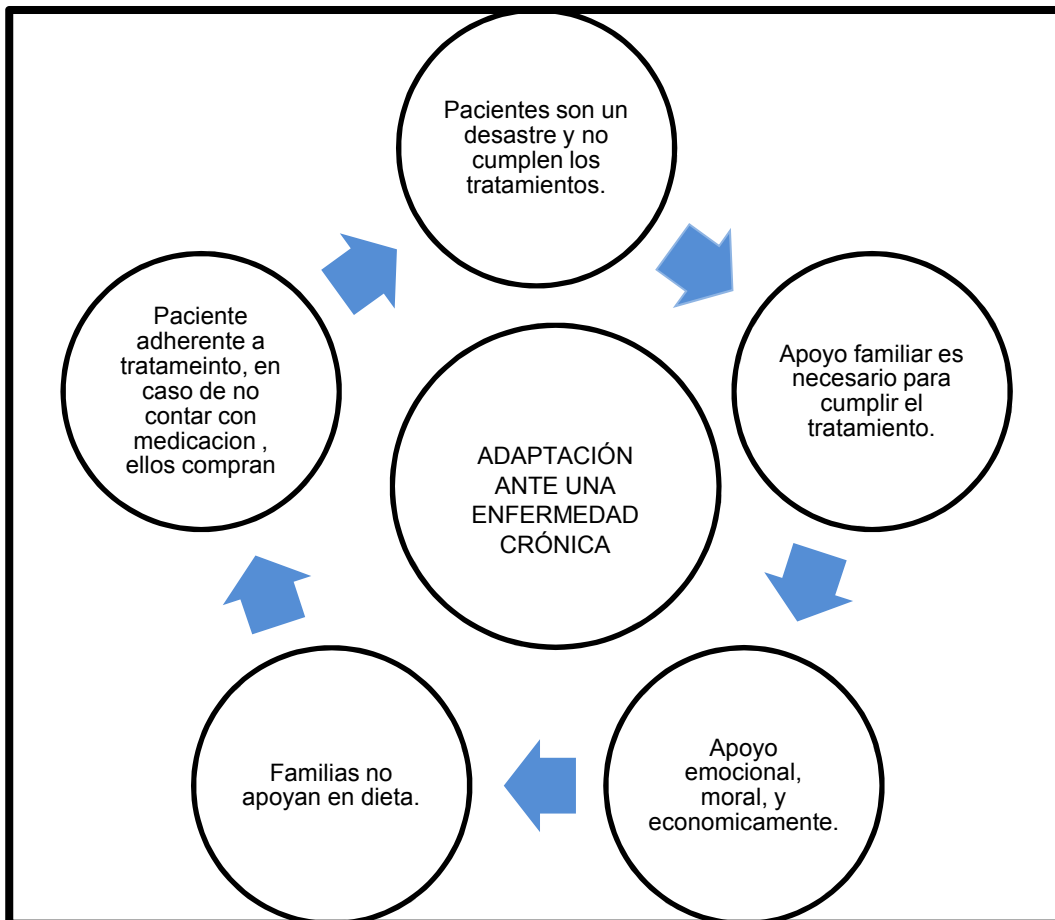 Pacientes son un
desastre y no
cumplen los
tratamientos.
Apoyo familiar es
necesario para
cumplir el
tratamiento.
Apoyo
emocional,
moral, y
economicamente.
Familias no
apoyan en dieta.
Paciente
adherente a
tratameinto, en
caso de no
contar con
medicacion ,
ellos compran
ADAPTACIÓN
ANTE UNA
ENFERMEDAD
CRÓNICA